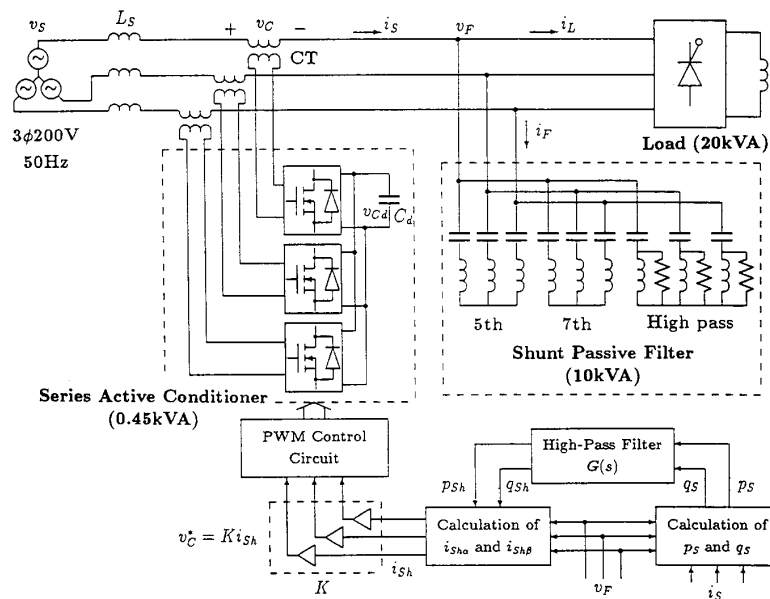 v_S
L_S
+ v_C −
CT
i_S
v_F
i_L
3φ200V
50Hz
i_F
Load (20kVA)
v_Cd
C_d
5th
7th
High pass
Shunt Passive Filter
(10kVA)
Series Active Conditioner
(0.45kVA)
PWM Control
Circuit
High-Pass Filter
G(s)
p_Sh
q_Sh
q_S
p_S
v_C^* = Ki_Sh
K
i_Sh
Calculation of
i_Shα and i_Shβ
v_F
Calculation of
p_S and q_S
i_S